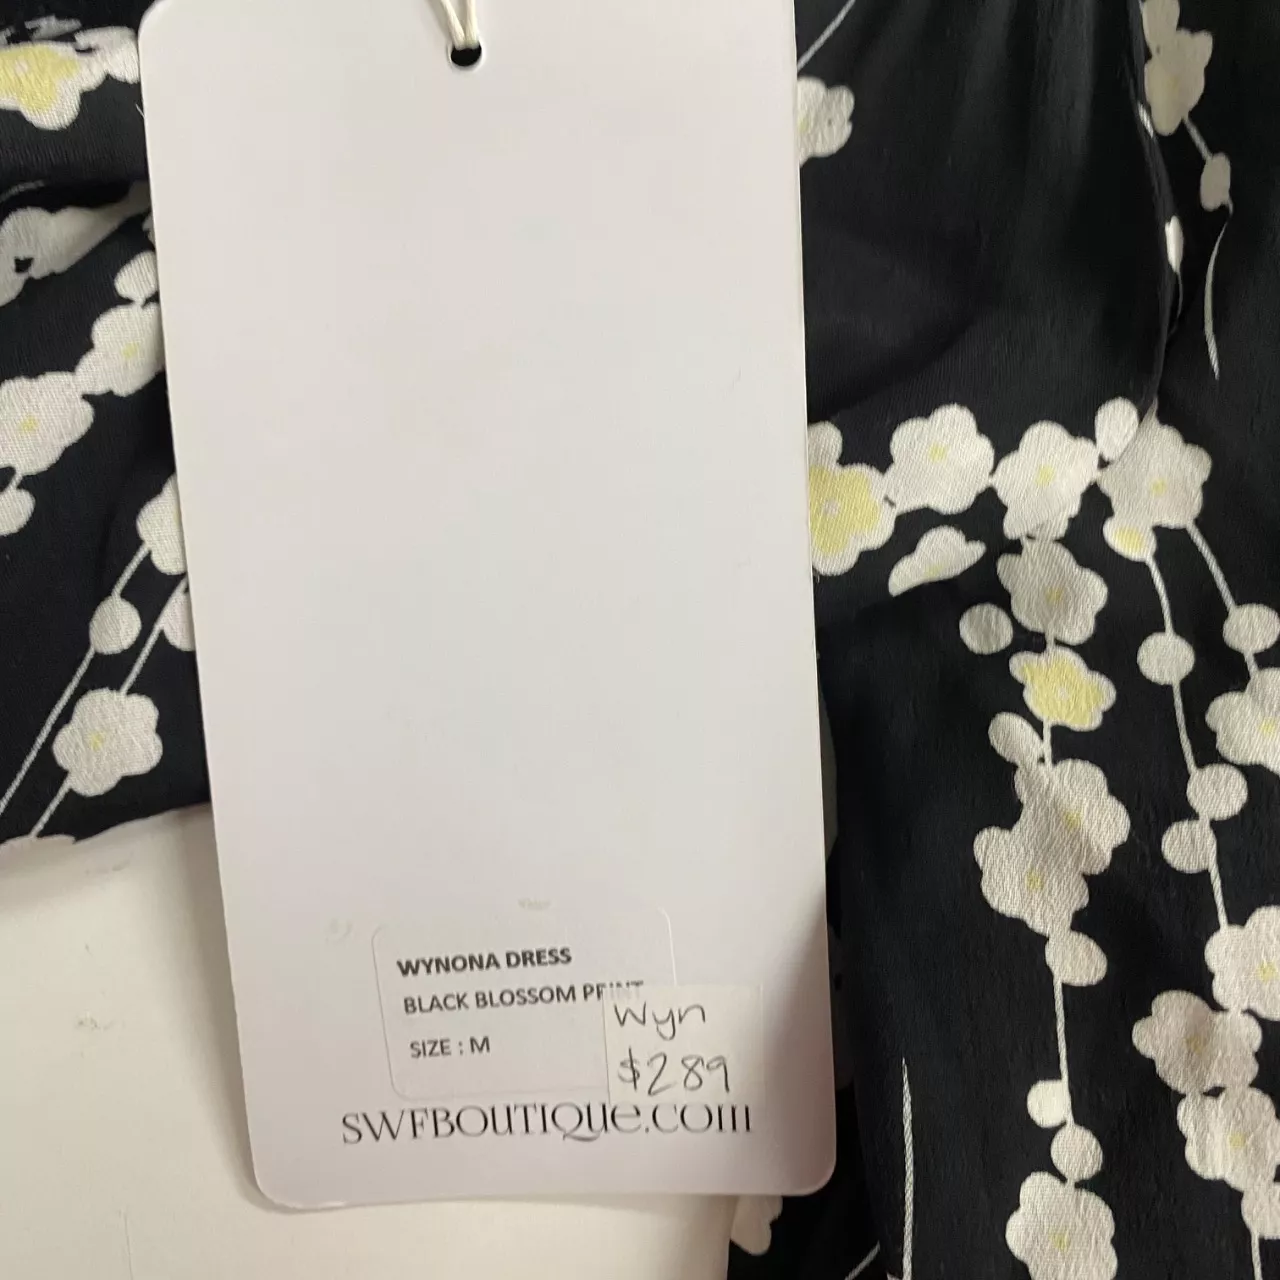 WYNONA DRESS
BLACK BLOSSOM PRINT
SIZE : M
Wyn
$289
SWFBOUTIQUE.COM